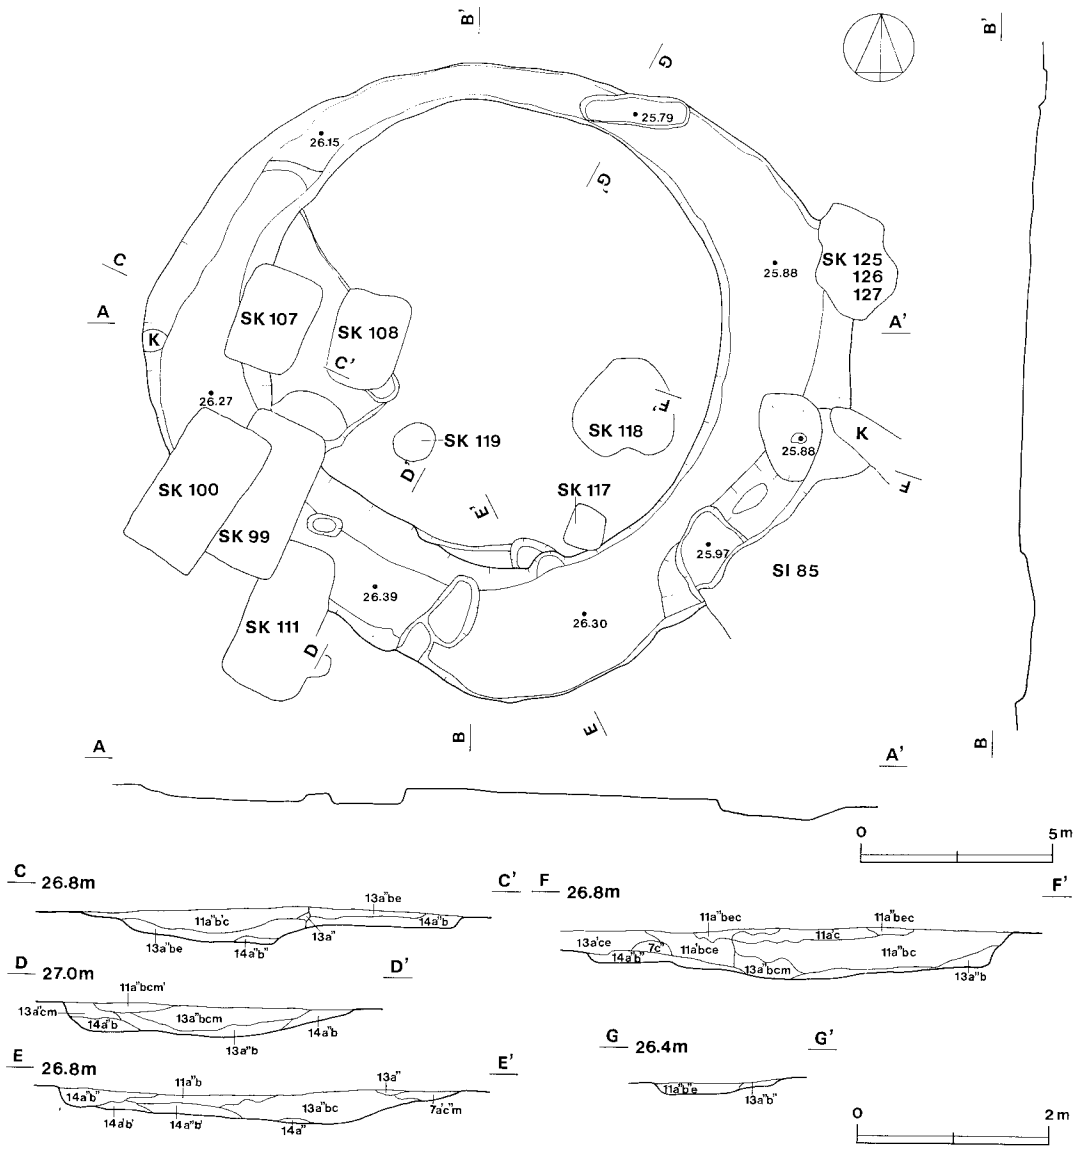 B'
B'
G
25.79
26.15
G'
C
SK 125
126
127
25.88
A
SK 107
SK 108
A'
K
C'
26.27
F'
SK 119
SK 118
K
25.88
D'
F
SK 100
SK 117
E'
SK 99
25.97
SI 85
26.39
26.30
SK 111
D
E
B
B
A
A'
0 5m
C 26.8m
C'
F 26.8m
F'
13a"be
11a"b'c
14a"b
13a"be
14a"b"
13a"
11a"bec
11a"bec
11a'c
13a'ce
7c"
11a'bce
11a"bc
14a"b"
13a"bcm
13a"b
D 27.0m
D'
11a"bcm'
13a"cm
13a"bcm
14a"b
14a"b
13a"b
E 26.8m
E'
11a"b
13a"
14a"b"
13a"bc
14a'b'
14a"b'
14a"
7a'c"m
G 26.4m
G'
11a"b"e
13a"b"
0 2m